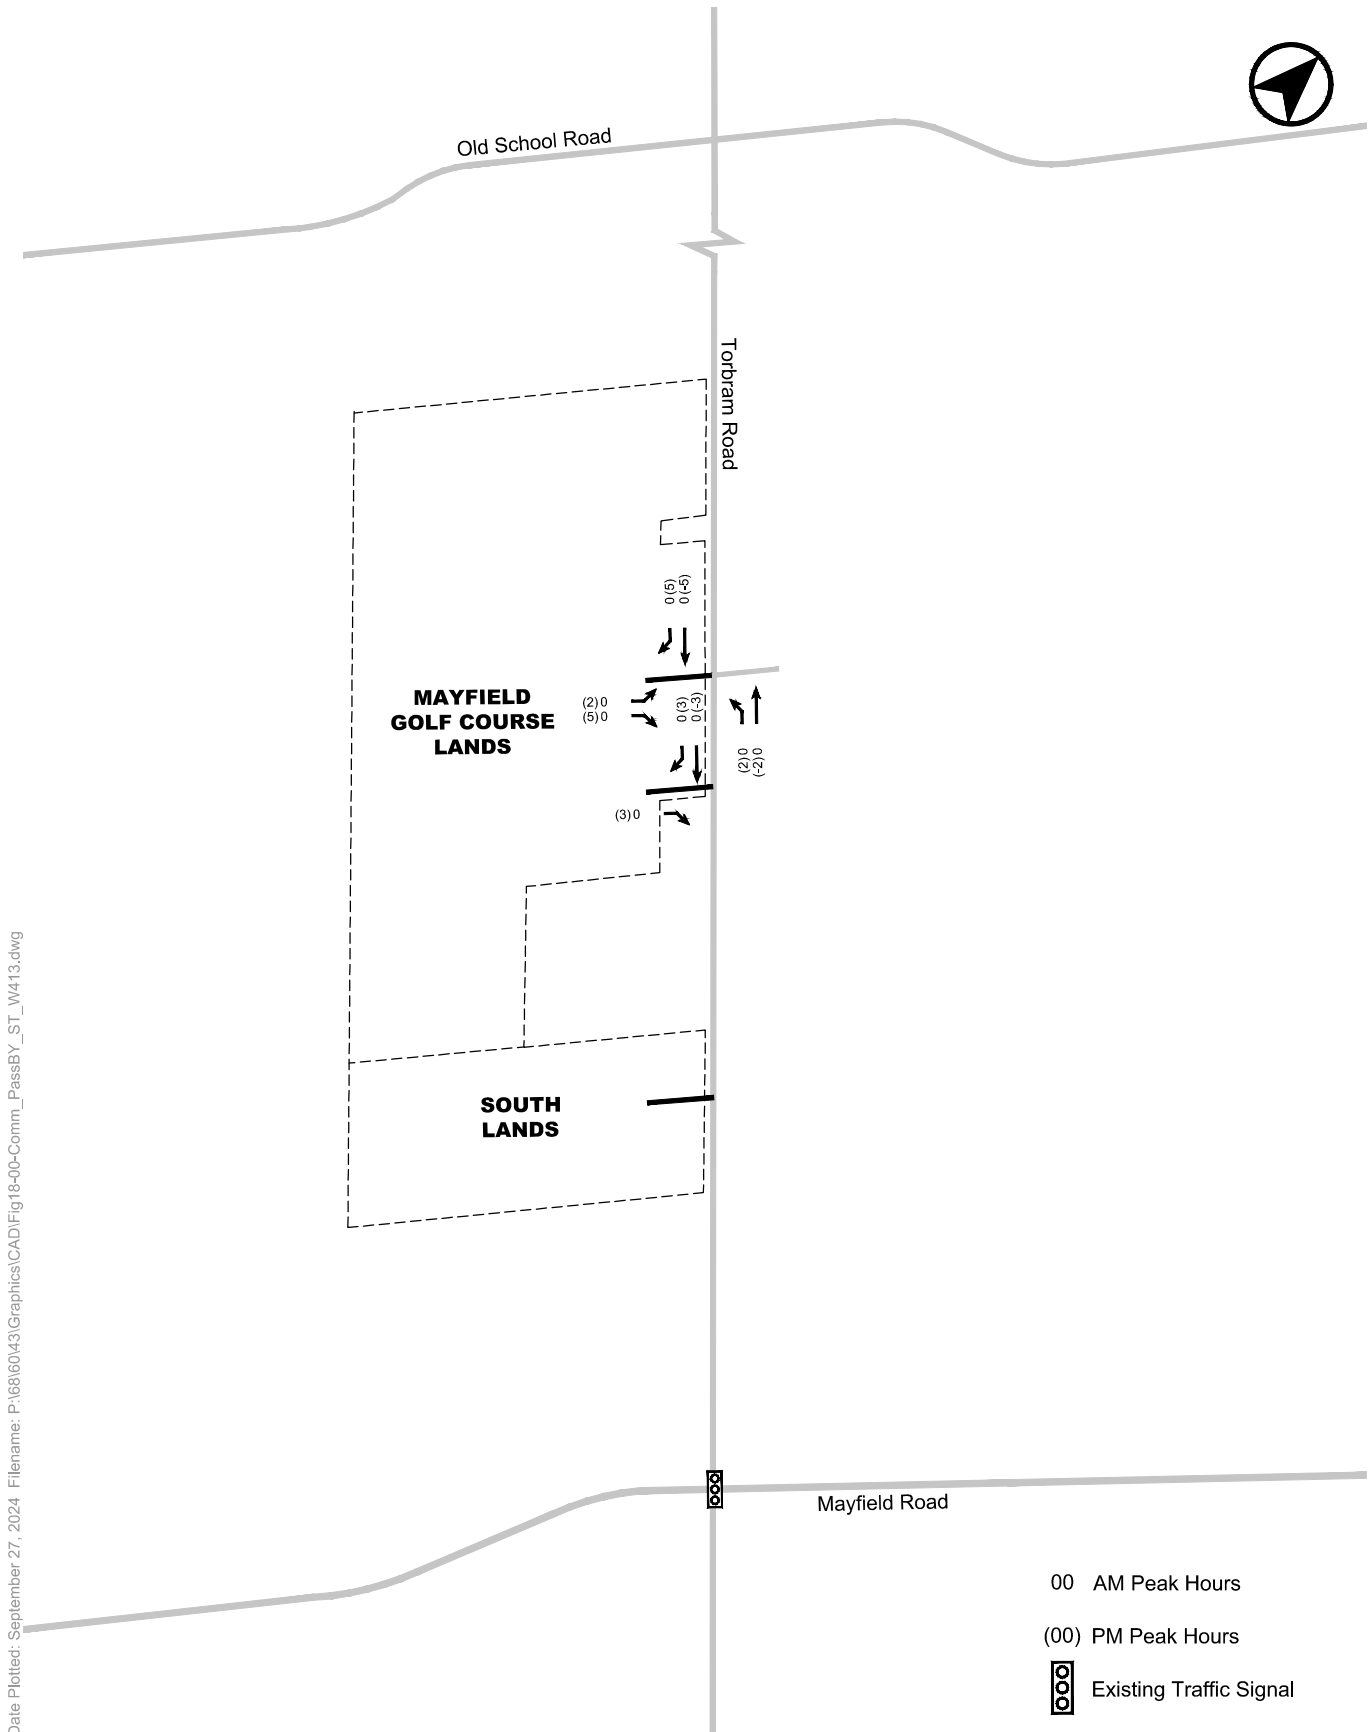 Old School Road
Torbram Road
0 (5)
0 (-5)
MAYFIELD
GOLF COURSE
LANDS
(2) 0
(5) 0
0 (3)
0 (-3)
(2) 0
(-2) 0
(3) 0
SOUTH
LANDS
Mayfield Road
00 AM Peak Hours
(00) PM Peak Hours
Existing Traffic Signal
Date Plotted: September 27, 2024 Filename: P:\68\60\43\Graphics\CAD\Fig18-00-Comm_PassBY_ST_W413.dwg